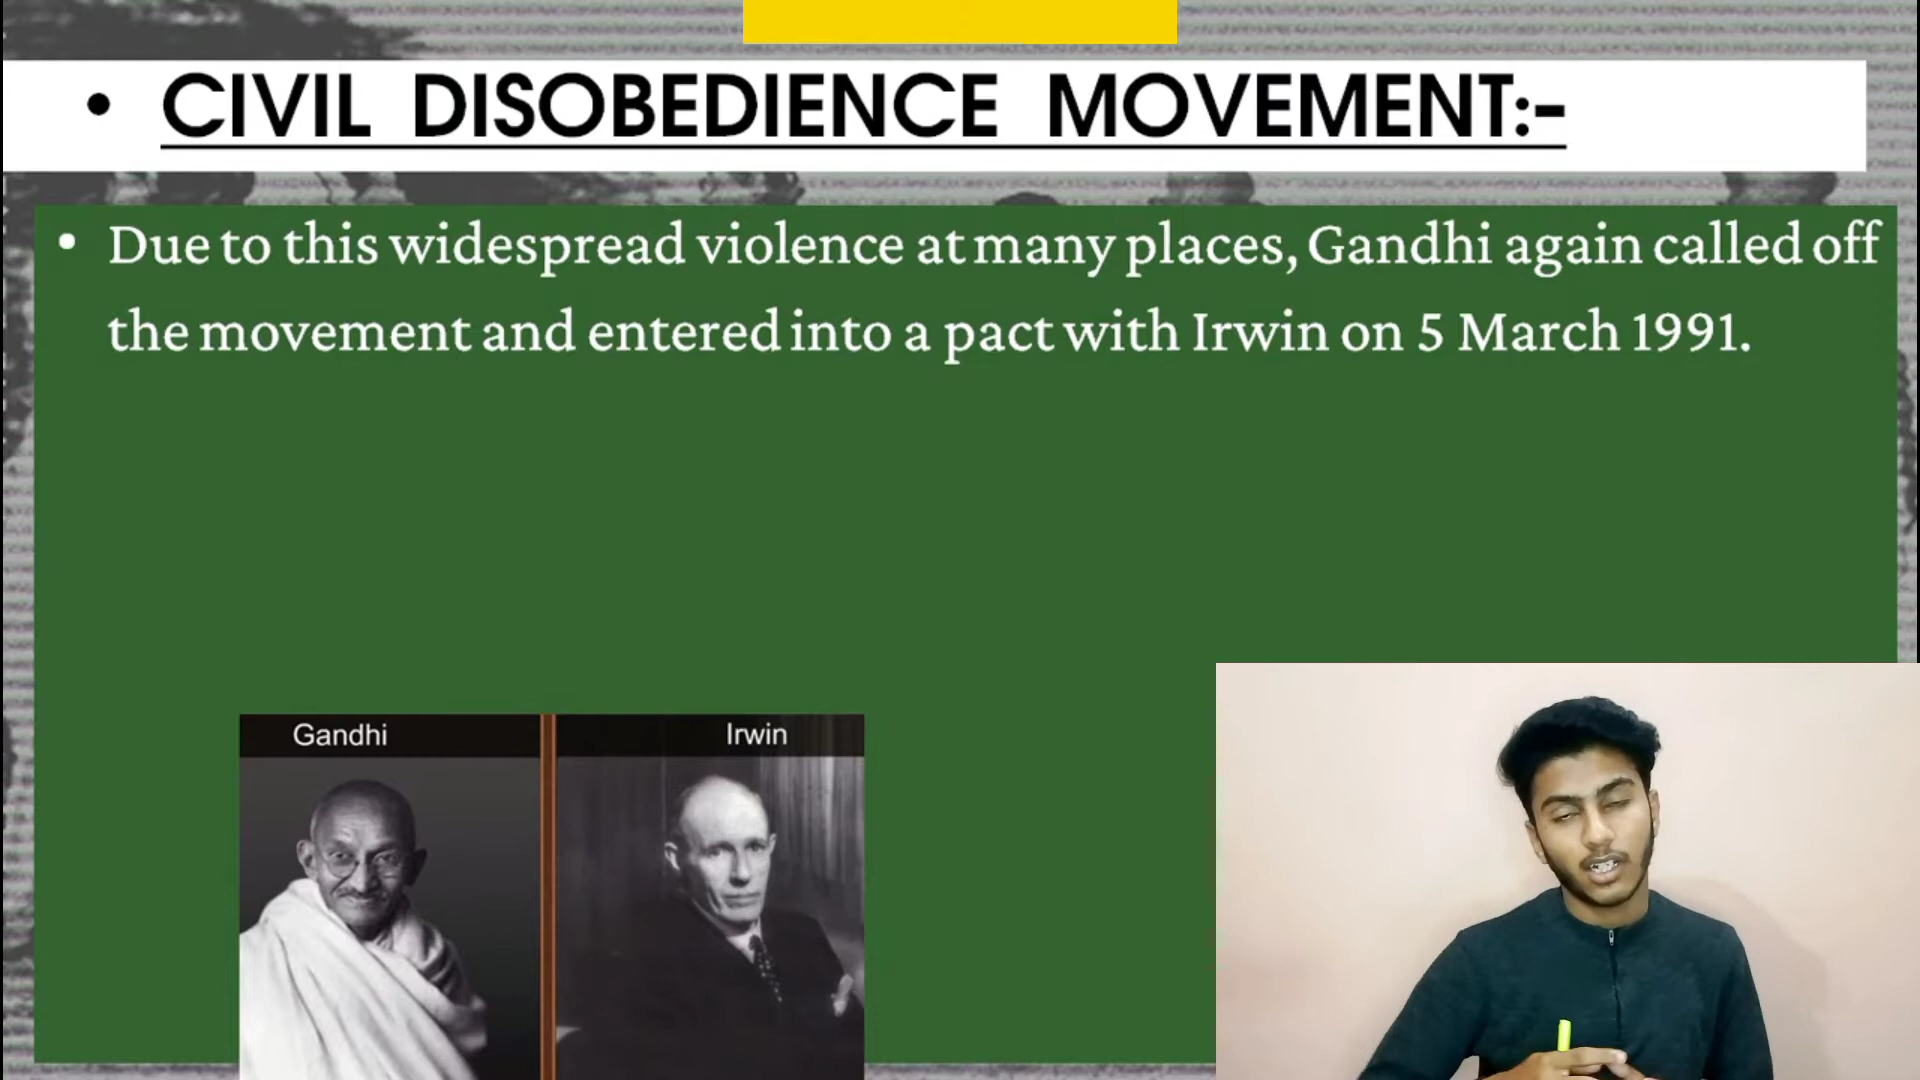 • CIVIL DISOBEDIENCE MOVEMENT:-
• Due to this widespread violence at many places, Gandhi again called off
the movement and entered into a pact with Irwin on 5 March 1991.
Gandhi
Irwin